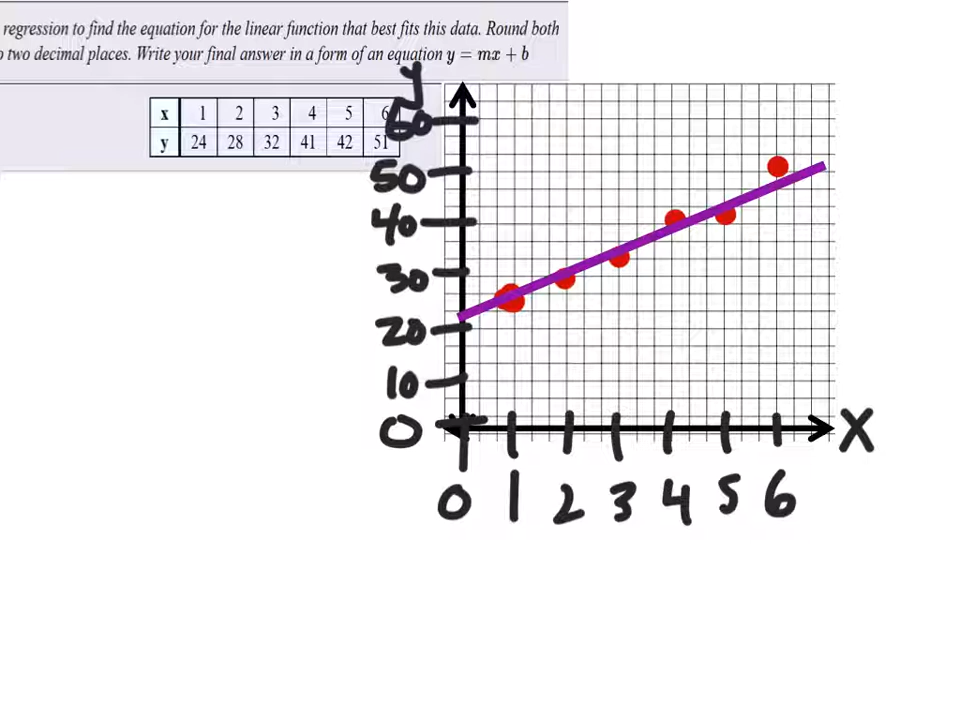 regression to find the equation for the linear function that best fits this data. Round both
o two decimal places. Write your final answer in a form of an equation y = mx + b
x 1 2 3 4 5 6
y 24 28 32 41 42 51
y
60
50
40
30
20
10
0
X
0 1 2 3 4 5 6